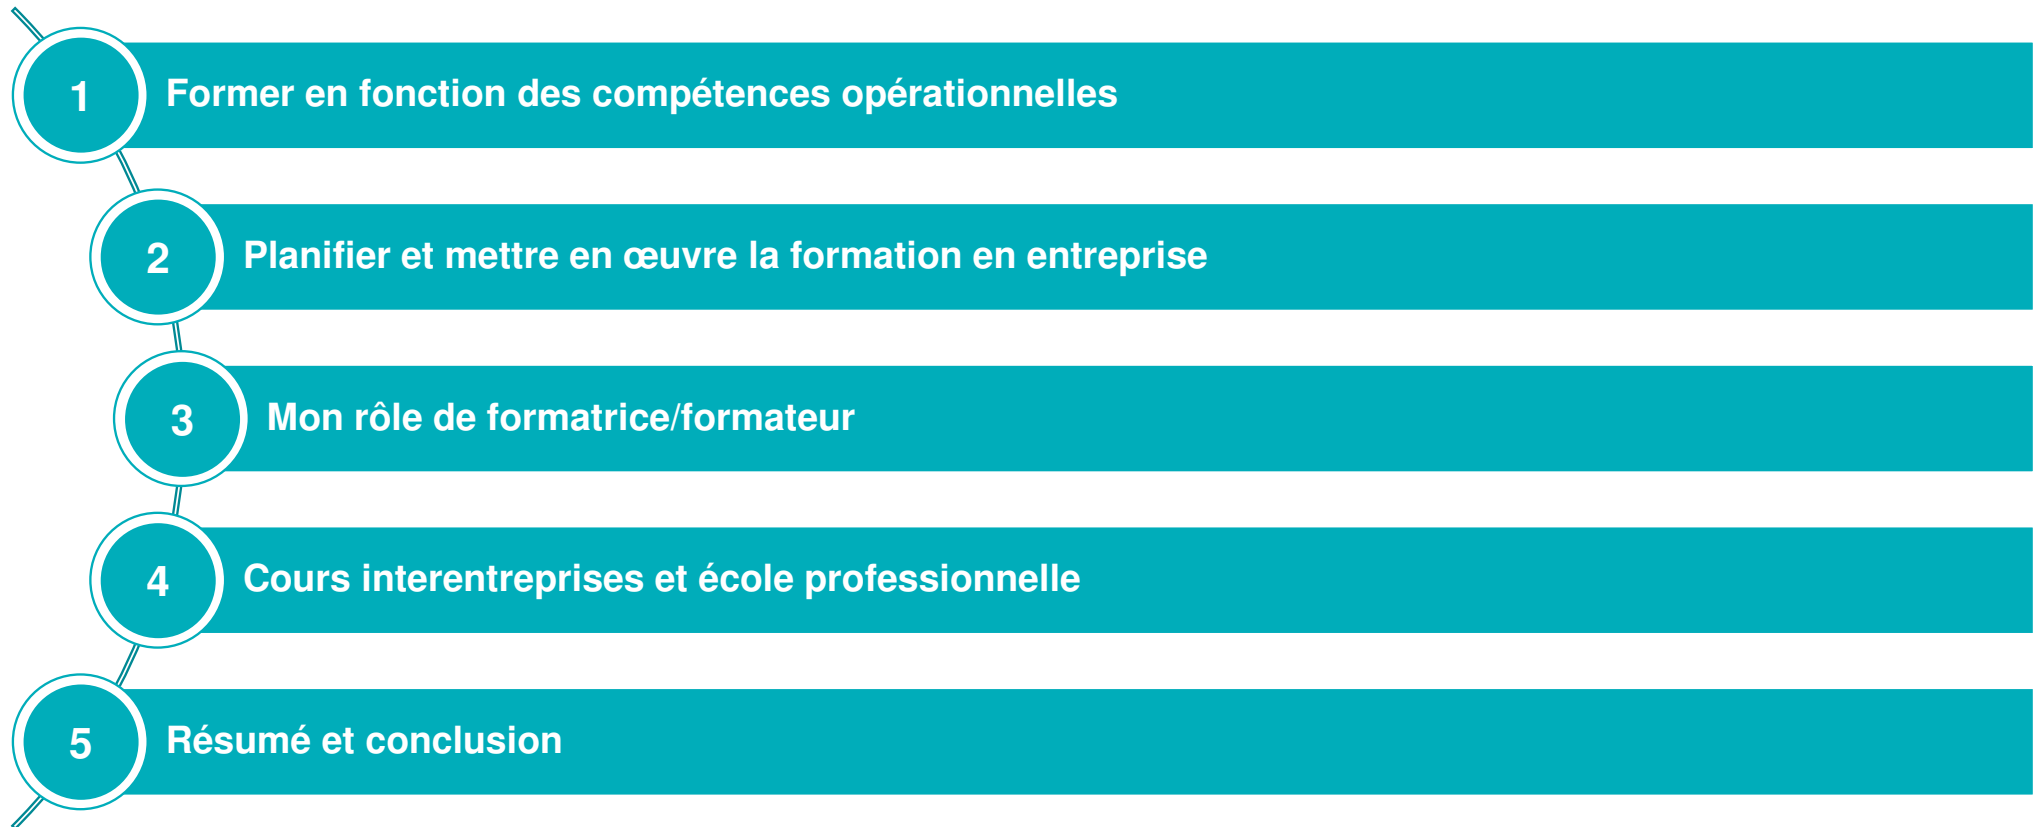 1 Former en fonction des compétences opérationnelles
2 Planifier et mettre en œuvre la formation en entreprise
3 Mon rôle de formatrice/formateur
4 Cours interentreprises et école professionnelle
5 Résumé et conclusion